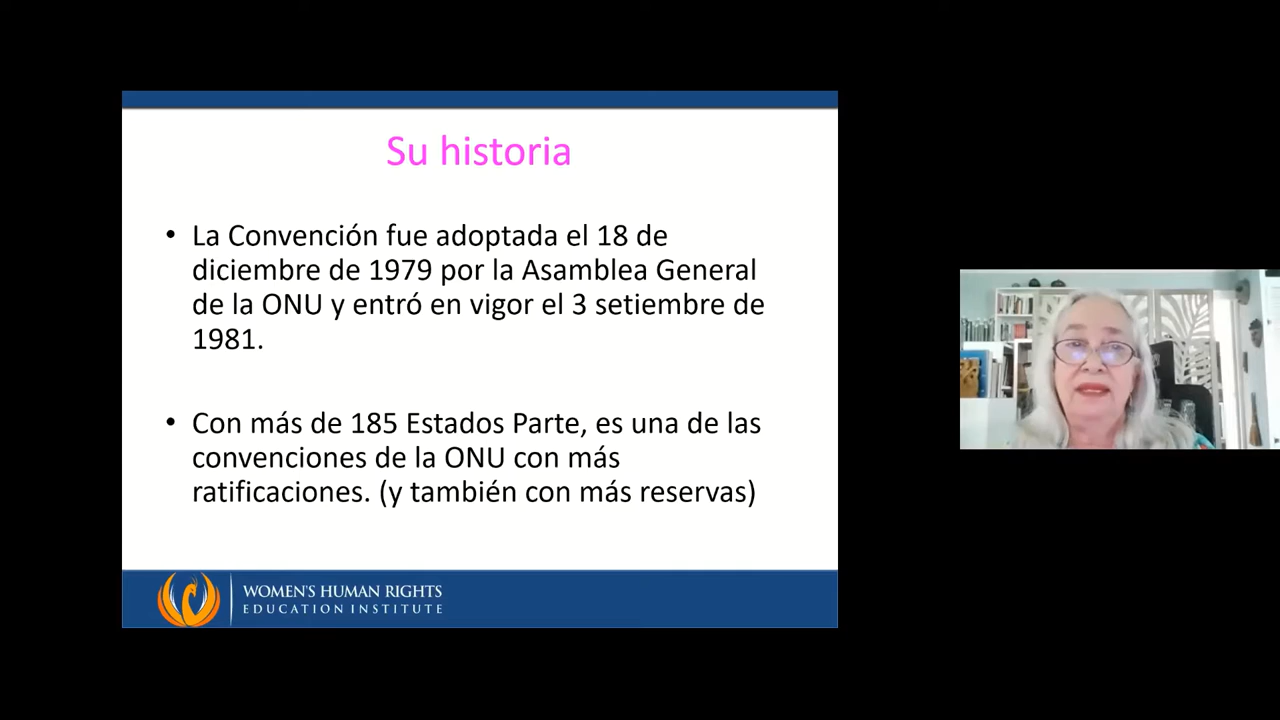 Su historia
• La Convención fue adoptada el 18 de
diciembre de 1979 por la Asamblea General
de la ONU y entró en vigor el 3 setiembre de
1981.
• Con más de 185 Estados Parte, es una de las
convenciones de la ONU con más
ratificaciones. (y también con más reservas)
WOMEN'S HUMAN RIGHTS
EDUCATION INSTITUTE